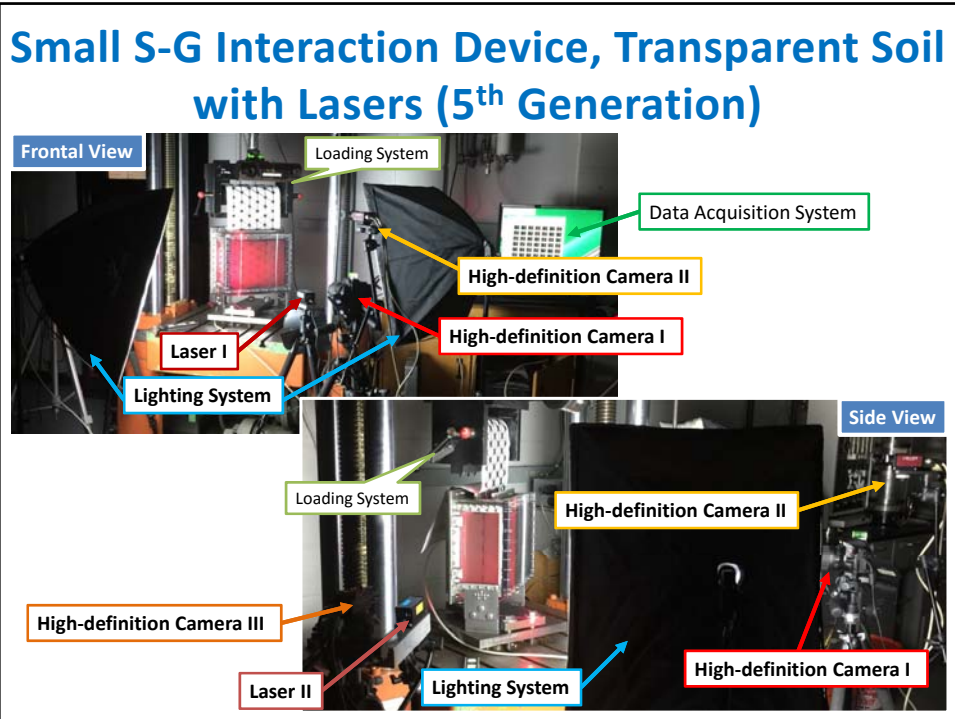 Small S-G Interaction Device, Transparent Soil
with Lasers (5th Generation)
Frontal View
Loading System
Data Acquisition System
High-definition Camera II
High-definition Camera I
Laser I
Lighting System
Side View
Loading System
High-definition Camera II
High-definition Camera III
High-definition Camera I
Laser II
Lighting System